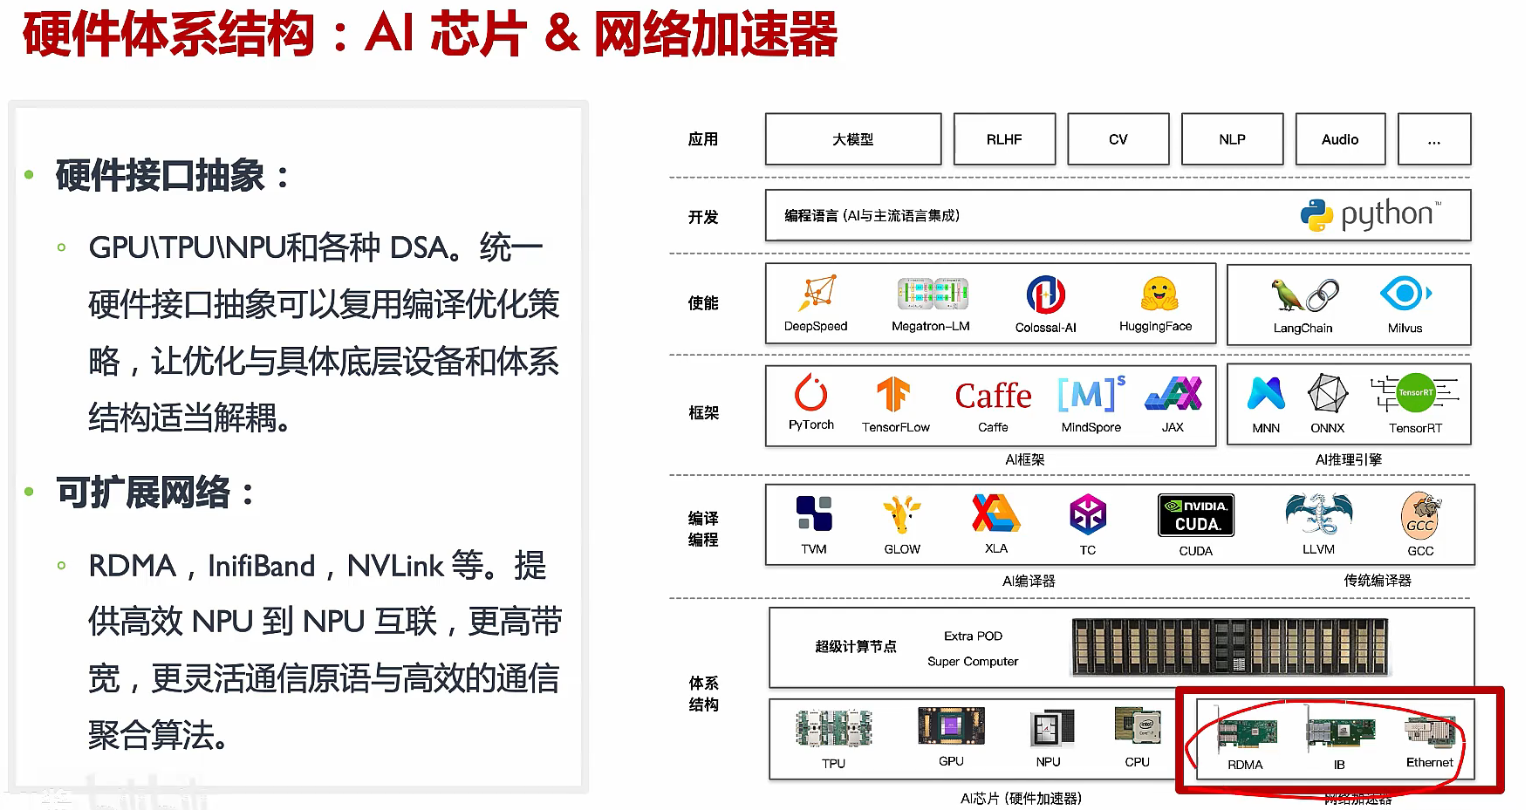 硬件体系结构：AI 芯片 & 网络加速器
• 硬件接口抽象：
◦ GPU\TPU\NPU和各种 DSA。统一
硬件接口抽象可以复用编译优化策
略，让优化与具体底层设备和体系
结构适当解耦。
• 可扩展网络：
◦ RDMA，InifiBand，NVLink 等。提
供高效 NPU 到 NPU 互联，更高带
宽，更灵活通信原语与高效的通信
聚合算法。
应用
大模型
RLHF
CV
NLP
Audio
...
开发
编程语言 (AI与主流语言集成)
python™
使能
DeepSpeed
Megatron-LM
Colossal-AI
HuggingFace
LangChain
Milvus
框架
PyTorch
TensorFLow
Caffe
Caffe
[M]s
MindSpore
JAX
MNN
ONNX
TensorRT
TensorRT
AI框架
AI推理引擎
编译
编程
TVM
GLOW
XLA
TC
NVIDIA.
CUDA.
CUDA
LLVM
GCC
GCC
AI编译器
传统编译器
体系
结构
超级计算节点
Extra POD
Super Computer
TPU
GPU
NPU
CPU
RDMA
IB
Ethernet
AI芯片 (硬件加速器)
网络加速器